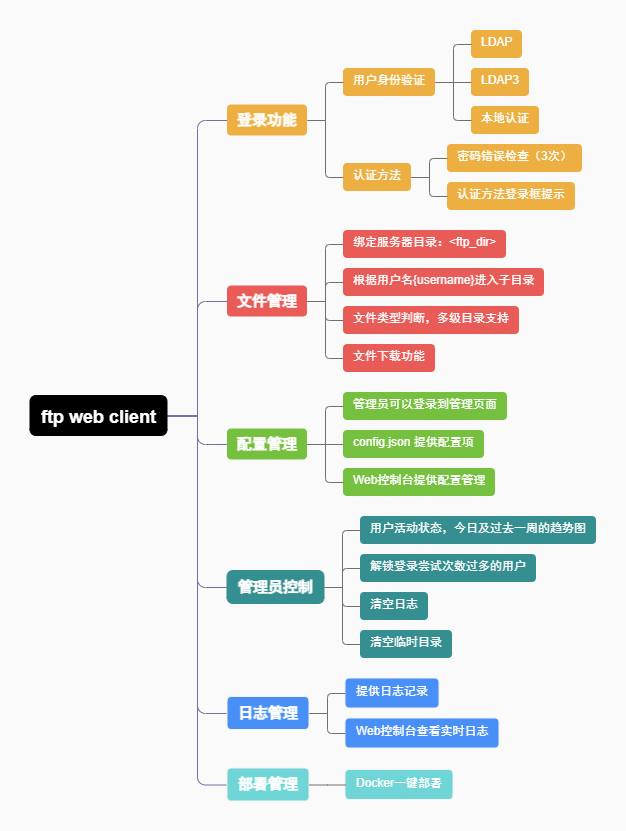 ftp web client
登录功能
用户身份验证
LDAP
LDAP3
本地认证
认证方法
密码错误检查（3次）
认证方法登录框提示
文件管理
绑定服务器目录：<ftp_dir>
根据用户名{username}进入子目录
文件类型判断，多级目录支持
文件下载功能
配置管理
管理员可以登录到管理页面
config.json 提供配置项
Web控制台提供配置管理
管理员控制
用户活动状态，今日及过去一周的趋势图
解锁登录尝试次数过多的用户
清空日志
清空临时目录
日志管理
提供日志记录
Web控制台查看实时日志
部署管理
Docker一键部署